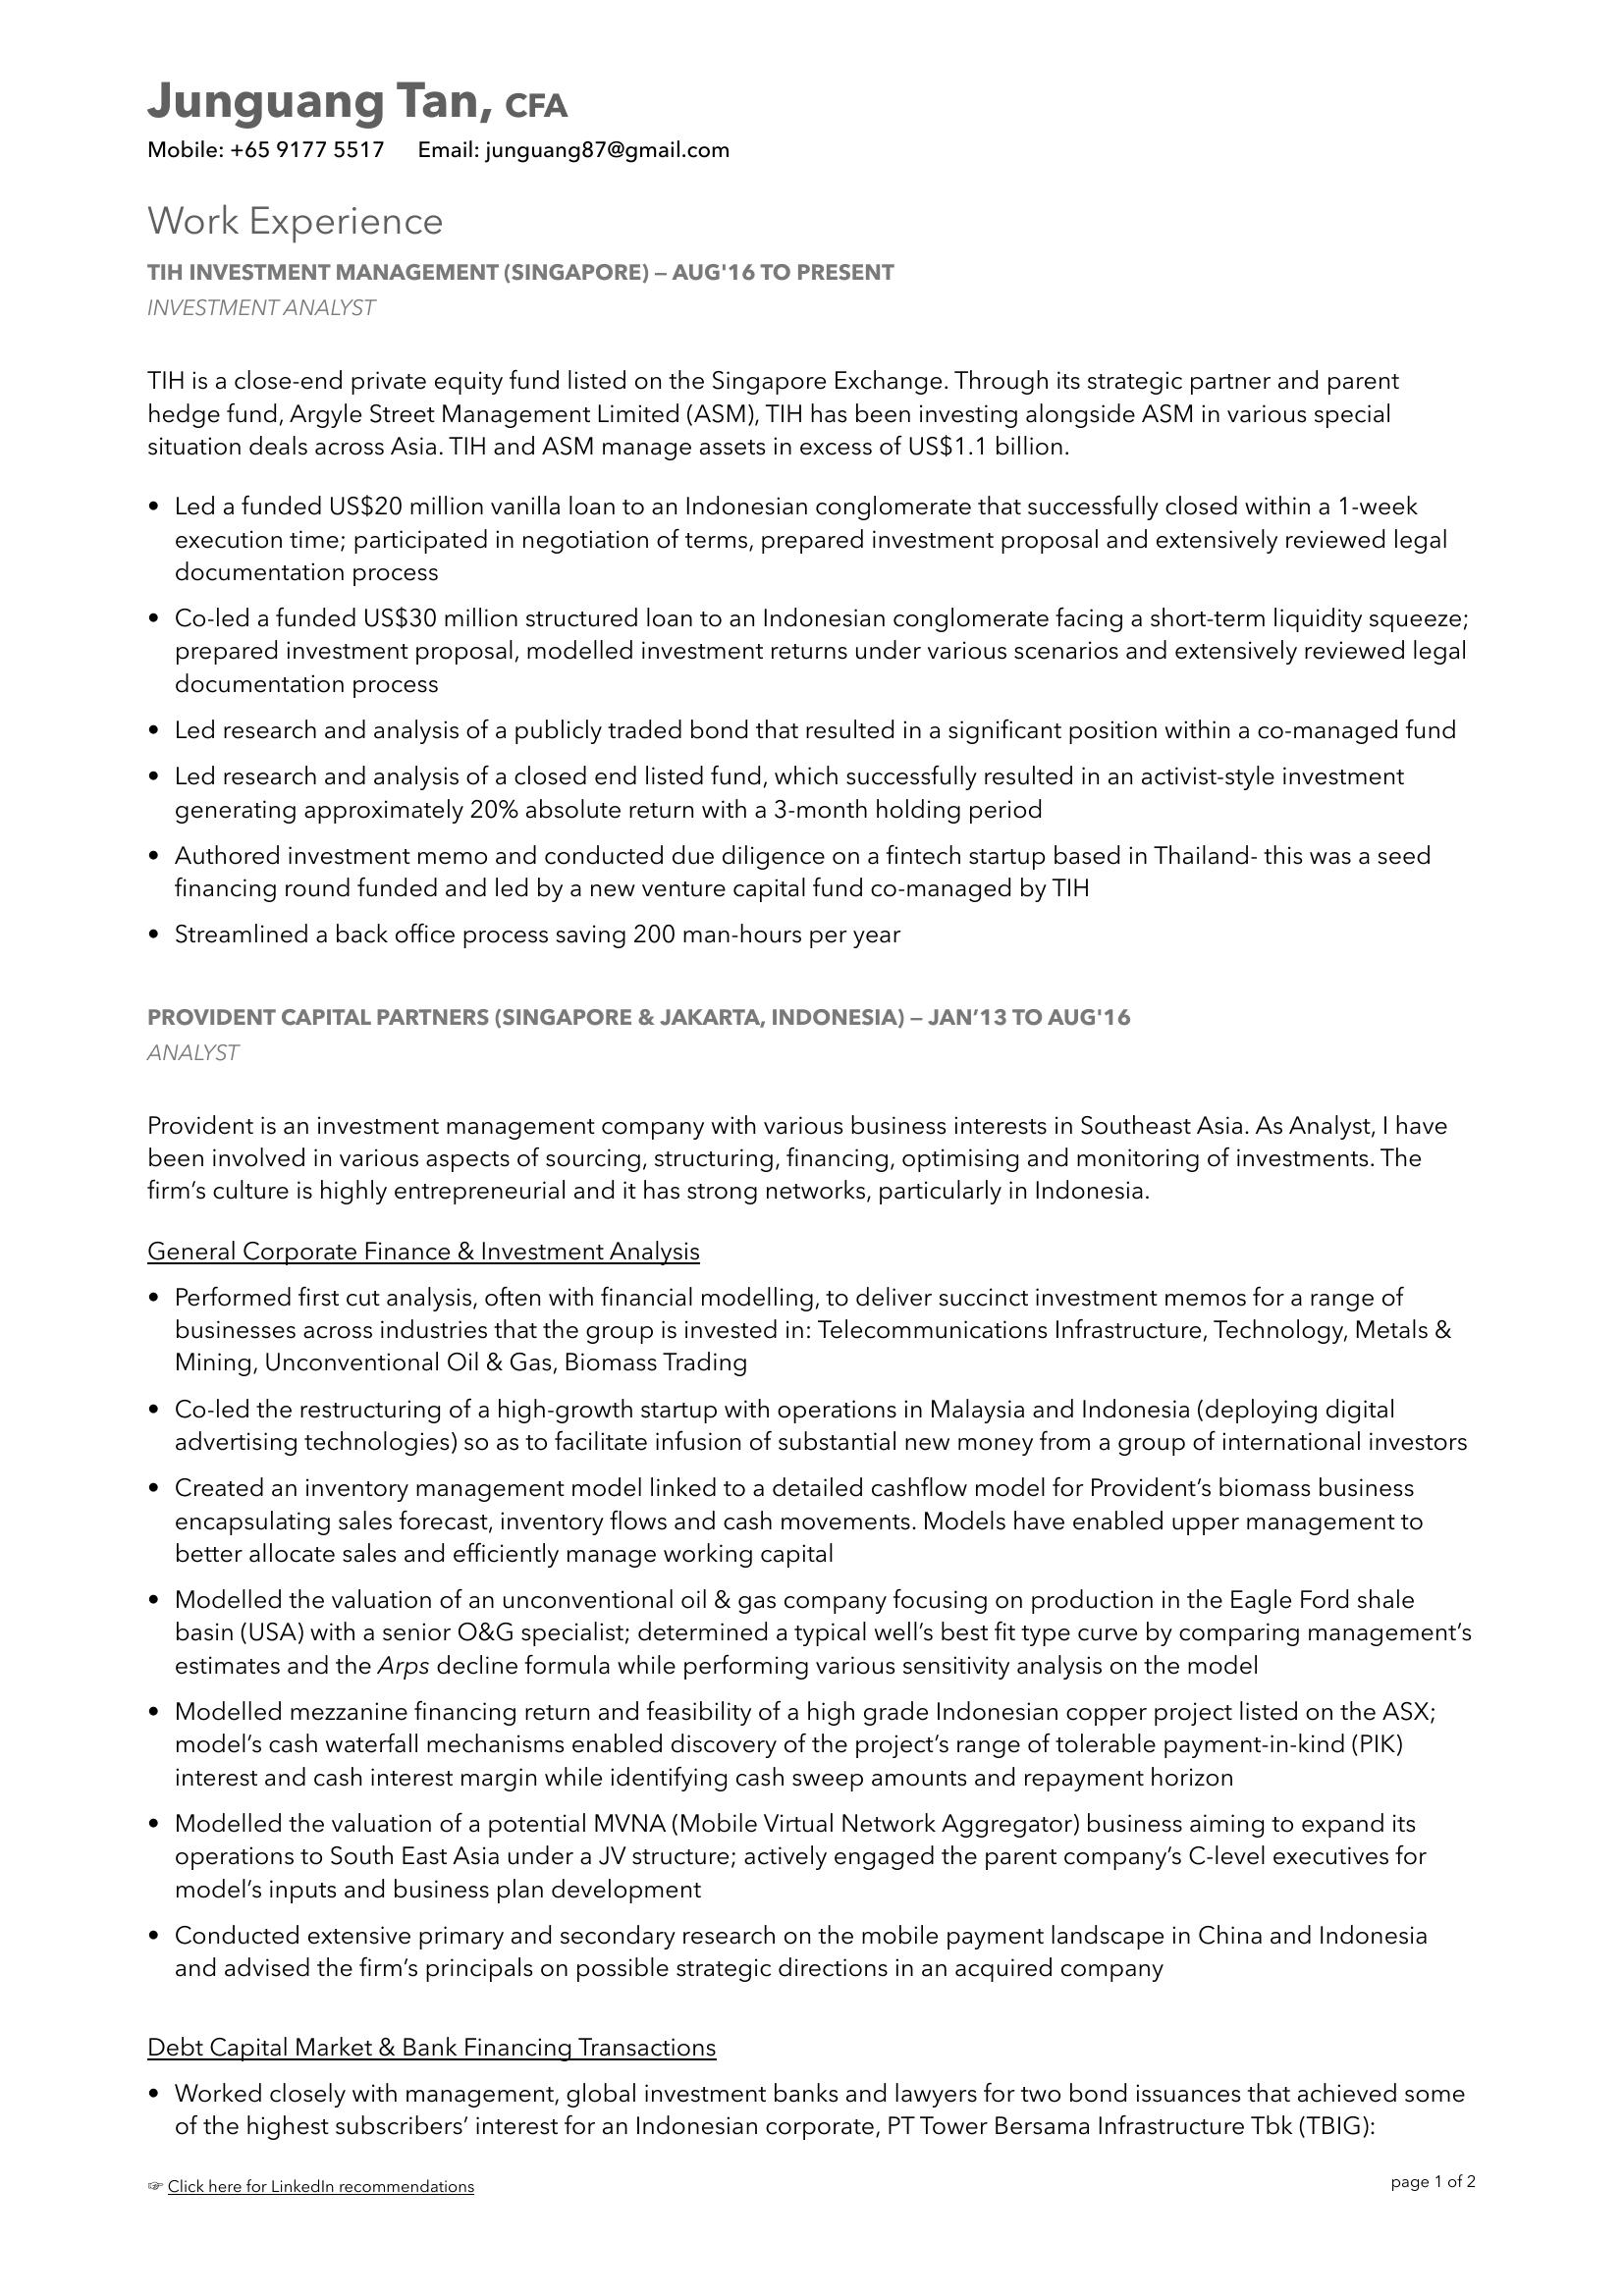 Junguang Tan, CFA
Mobile: +65 9177 5517 Email: junguang87@gmail.com
Work Experience
TIH INVESTMENT MANAGEMENT (SINGAPORE) – AUG'16 TO PRESENT
INVESTMENT ANALYST
TIH is a close-end private equity fund listed on the Singapore Exchange. Through its strategic partner and parent
hedge fund, Argyle Street Management Limited (ASM), TIH has been investing alongside ASM in various special
situation deals across Asia. TIH and ASM manage assets in excess of US$1.1 billion.
• Led a funded US$20 million vanilla loan to an Indonesian conglomerate that successfully closed within a 1-week
execution time; participated in negotiation of terms, prepared investment proposal and extensively reviewed legal
documentation process
• Co-led a funded US$30 million structured loan to an Indonesian conglomerate facing a short-term liquidity squeeze;
prepared investment proposal, modelled investment returns under various scenarios and extensively reviewed legal
documentation process
• Led research and analysis of a publicly traded bond that resulted in a significant position within a co-managed fund
• Led research and analysis of a closed end listed fund, which successfully resulted in an activist-style investment
generating approximately 20% absolute return with a 3-month holding period
• Authored investment memo and conducted due diligence on a fintech startup based in Thailand- this was a seed
financing round funded and led by a new venture capital fund co-managed by TIH
• Streamlined a back office process saving 200 man-hours per year
PROVIDENT CAPITAL PARTNERS (SINGAPORE & JAKARTA, INDONESIA) – JAN’13 TO AUG'16
ANALYST
Provident is an investment management company with various business interests in Southeast Asia. As Analyst, I have
been involved in various aspects of sourcing, structuring, financing, optimising and monitoring of investments. The
firm’s culture is highly entrepreneurial and it has strong networks, particularly in Indonesia.
General Corporate Finance & Investment Analysis
• Performed first cut analysis, often with financial modelling, to deliver succinct investment memos for a range of
businesses across industries that the group is invested in: Telecommunications Infrastructure, Technology, Metals &
Mining, Unconventional Oil & Gas, Biomass Trading
• Co-led the restructuring of a high-growth startup with operations in Malaysia and Indonesia (deploying digital
advertising technologies) so as to facilitate infusion of substantial new money from a group of international investors
• Created an inventory management model linked to a detailed cashflow model for Provident’s biomass business
encapsulating sales forecast, inventory flows and cash movements. Models have enabled upper management to
better allocate sales and efficiently manage working capital
• Modelled the valuation of an unconventional oil & gas company focusing on production in the Eagle Ford shale
basin (USA) with a senior O&G specialist; determined a typical well’s best fit type curve by comparing management’s
estimates and the Arps decline formula while performing various sensitivity analysis on the model
• Modelled mezzanine financing return and feasibility of a high grade Indonesian copper project listed on the ASX;
model’s cash waterfall mechanisms enabled discovery of the project’s range of tolerable payment-in-kind (PIK)
interest and cash interest margin while identifying cash sweep amounts and repayment horizon
• Modelled the valuation of a potential MVNA (Mobile Virtual Network Aggregator) business aiming to expand its
operations to South East Asia under a JV structure; actively engaged the parent company’s C-level executives for
model’s inputs and business plan development
• Conducted extensive primary and secondary research on the mobile payment landscape in China and Indonesia
and advised the firm’s principals on possible strategic directions in an acquired company
Debt Capital Market & Bank Financing Transactions
• Worked closely with management, global investment banks and lawyers for two bond issuances that achieved some
of the highest subscribers’ interest for an Indonesian corporate, PT Tower Bersama Infrastructure Tbk (TBIG):
☞ Click here for LinkedIn recommendations
page 1 of 2